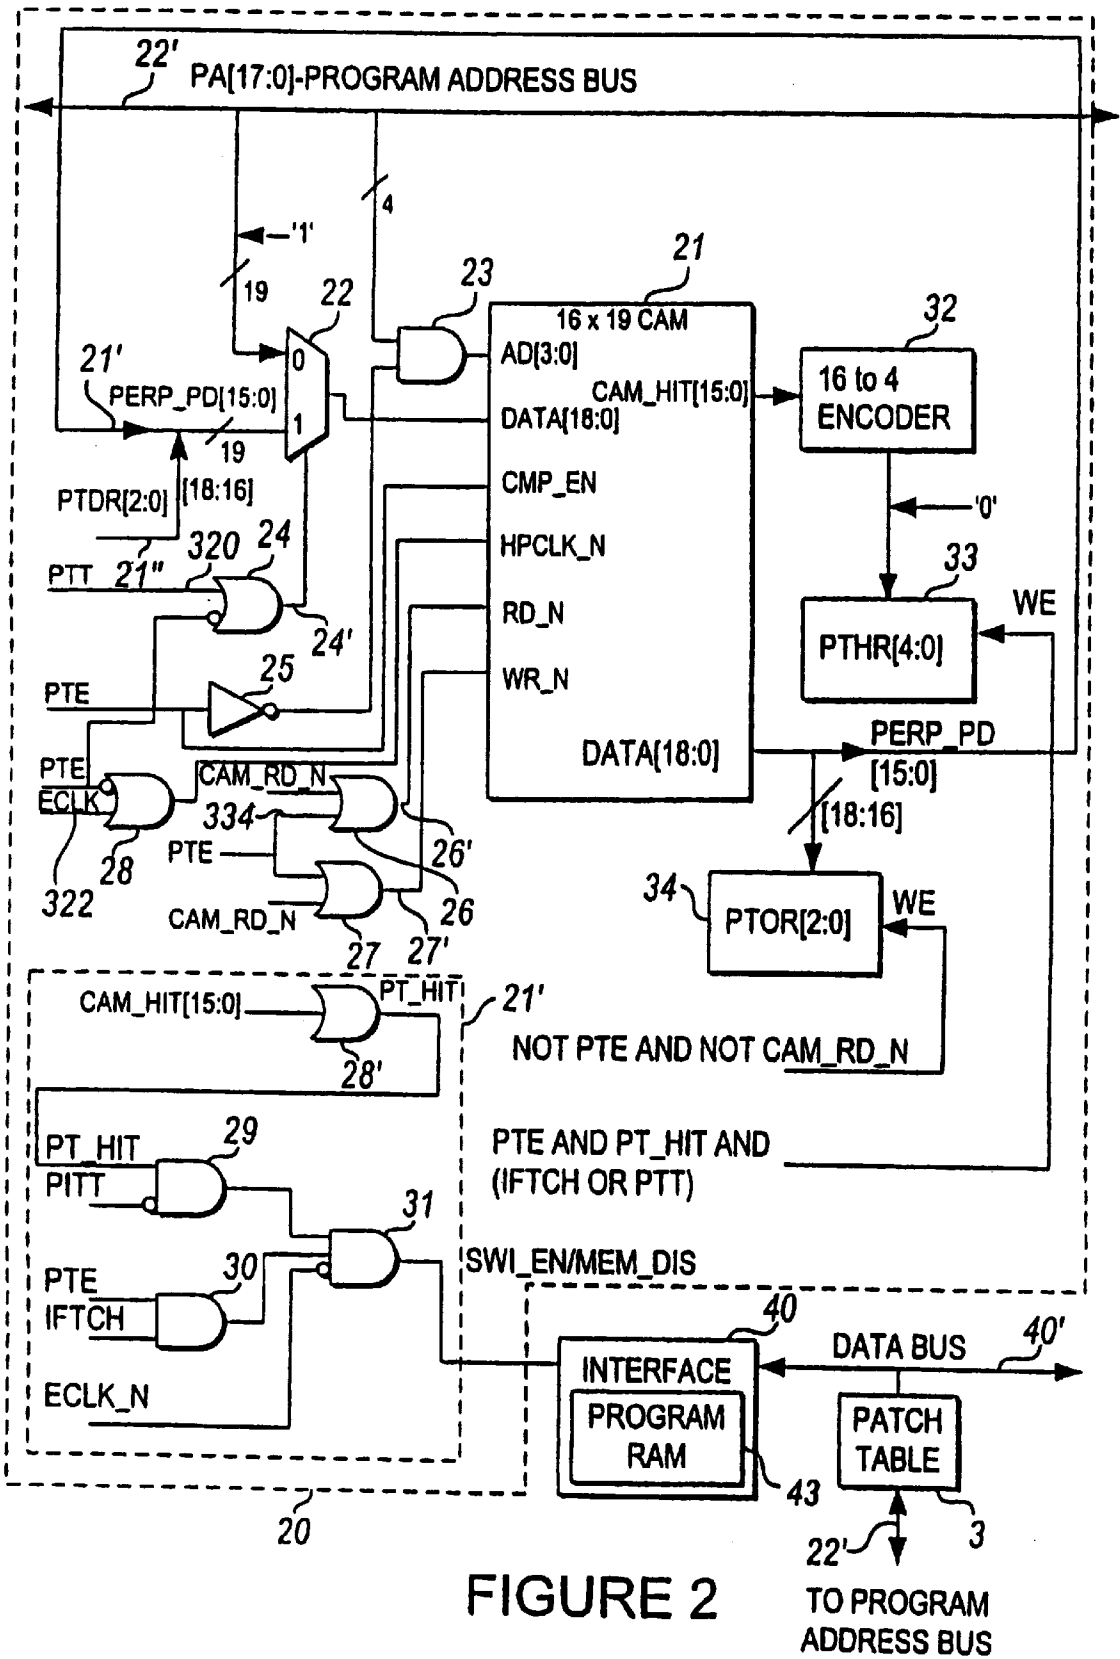 22'
PA[17:0]-PROGRAM ADDRESS BUS
4
'1'
19
22
23
21
16 x 19 CAM
AD[3:0]
CAM_HIT[15:0]
DATA[18:0]
CMP_EN
HPCLK_N
RD_N
WR_N
DATA[18:0]
32
16 to 4
ENCODER
'0'
33
WE
PTHR[4:0]
0
1
21'
PERP_PD[15:0]
19
PTDR[2:0]
[18:16]
21"
PTT
320
24
24'
PTE
25
PTE
ECLK
322
28
CAM_RD_N
334
PTE
26'
26
CAM_RD_N
27
27'
PERP_PD
[15:0]
[18:16]
34
WE
PTOR[2:0]
CAM_HIT[15:0]
PT_HIT
21'
28'
NOT PTE AND NOT CAM_RD_N
PT_HIT
PITT
29
PTE AND PT_HIT AND
(IFTCH OR PTT)
31
PTE
IFTCH
30
SWI_EN/MEM_DIS
ECLK_N
40
INTERFACE
PROGRAM
RAM
43
DATA BUS
40'
PATCH
TABLE
3
22'
20
TO PROGRAM
ADDRESS BUS
FIGURE 2